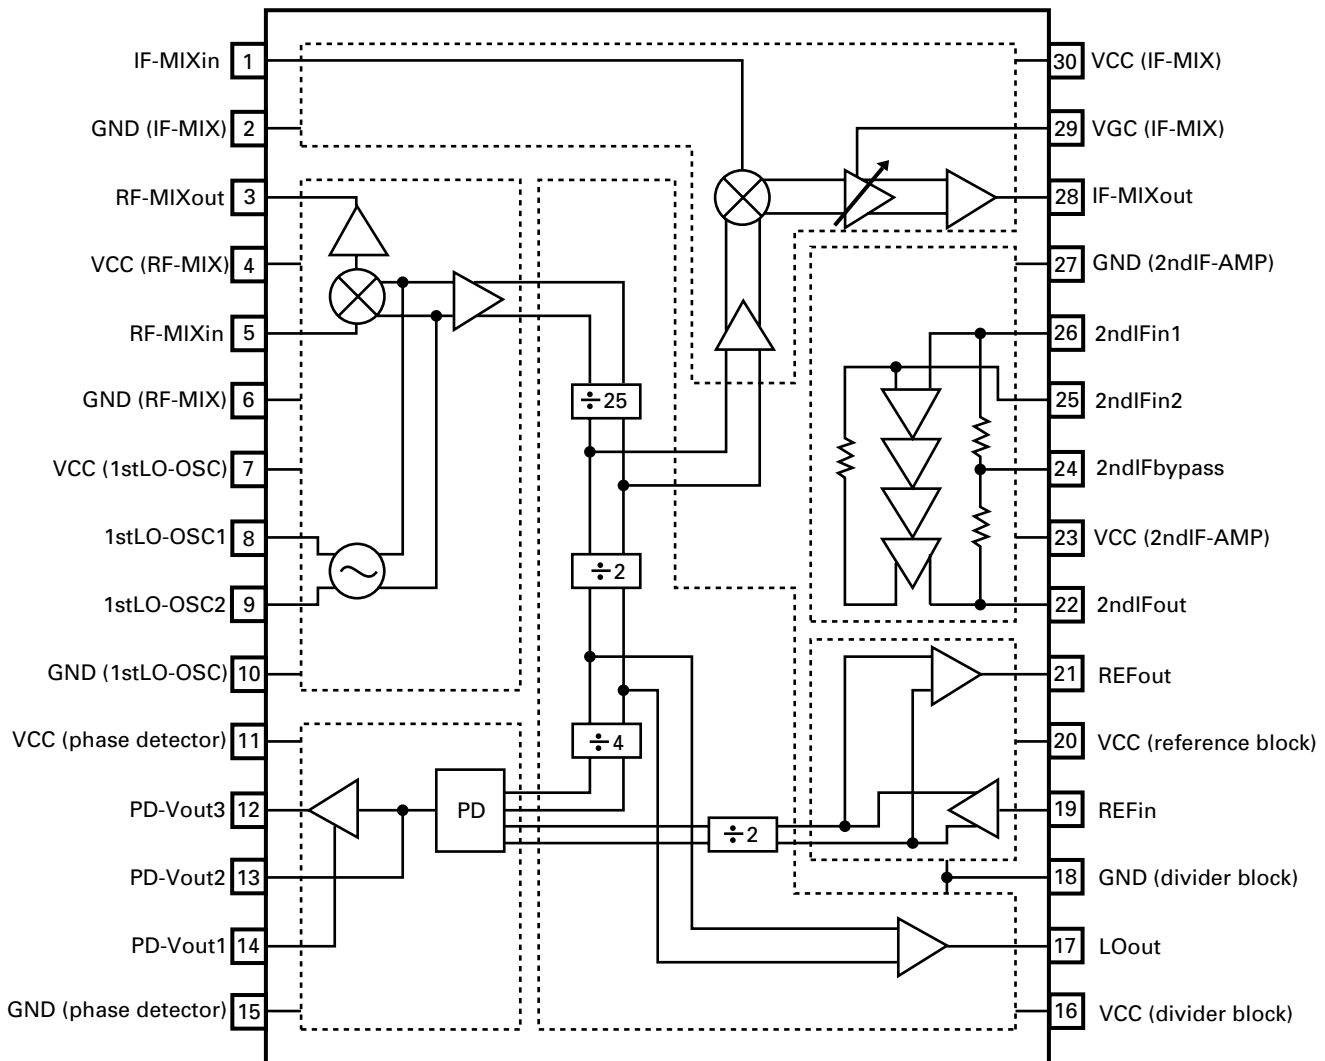 IF-MIXin 1
GND (IF-MIX) 2
RF-MIXout 3
VCC (RF-MIX) 4
RF-MIXin 5
GND (RF-MIX) 6
VCC (1stLO-OSC) 7
1stLO-OSC1 8
1stLO-OSC2 9
GND (1stLO-OSC) 10
VCC (phase detector) 11
PD-Vout3 12
PD-Vout2 13
PD-Vout1 14
GND (phase detector) 15
PD
÷25
÷2
÷4
÷2
30 VCC (IF-MIX)
29 VGC (IF-MIX)
28 IF-MIXout
27 GND (2ndIF-AMP)
26 2ndIFin1
25 2ndIFin2
24 2ndIFbypass
23 VCC (2ndIF-AMP)
22 2ndIFout
21 REFout
20 VCC (reference block)
19 REFin
18 GND (divider block)
17 LOout
16 VCC (divider block)